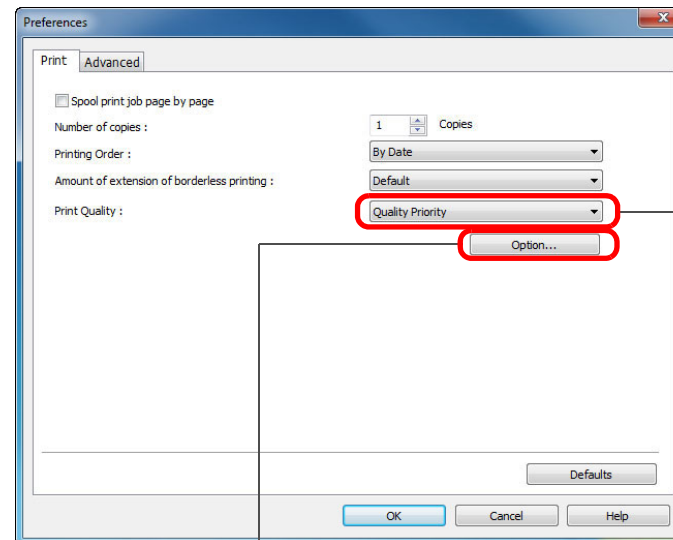 Preferences
Print Advanced
Spool print job page by page
Number of copies : 1 Copies
Printing Order : By Date
Amount of extension of borderless printing : Default
Print Quality : Quality Priority
Option...
Defaults
OK Cancel Help